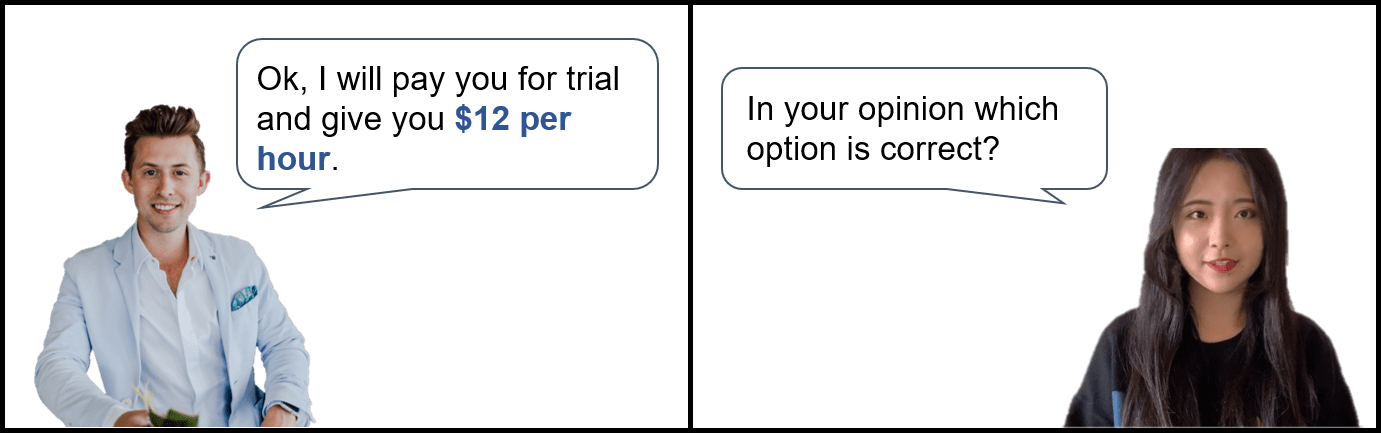 Ok, I will pay you for trial
and give you $12 per
hour.
In your opinion which
option is correct?